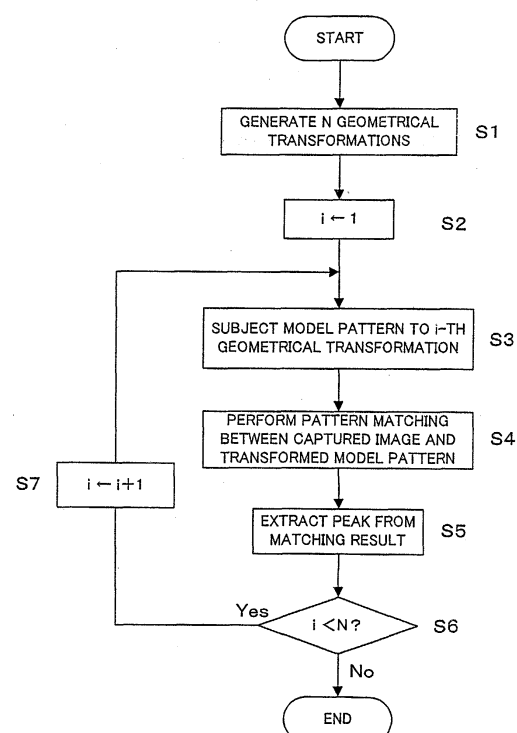 START
GENERATE N GEOMETRICAL
TRANSFORMATIONS
S1
i ← 1
S2
SUBJECT MODEL PATTERN TO i-TH
GEOMETRICAL TRANSFORMATION
S3
PERFORM PATTERN MATCHING
BETWEEN CAPTURED IMAGE AND
TRANSFORMED MODEL PATTERN
S4
S7
i ← i+1
EXTRACT PEAK FROM
MATCHING RESULT
S5
Yes
i <N?
S6
No
END